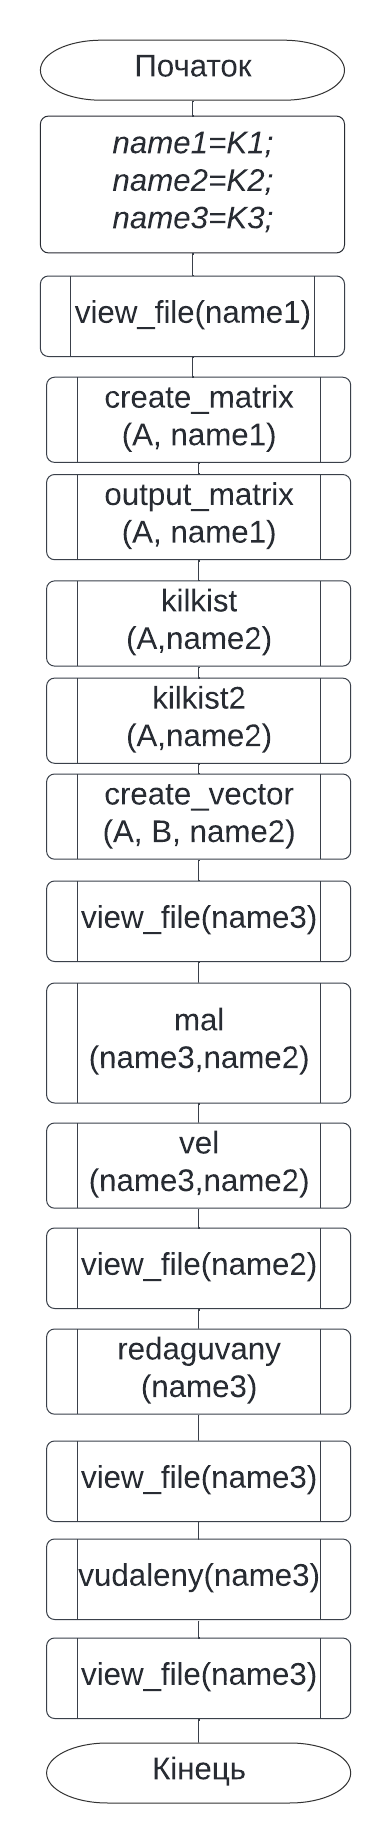 Початок
name1=K1;
name2=K2;
name3=K3;
view_file(name1)
create_matrix
(A, name1)
output_matrix
(A, name1)
kilkist
(A,name2)
kilkist2
(A,name2)
create_vector
(A, B, name2)
view_file(name3)
mal
(name3,name2)
vel
(name3,name2)
view_file(name2)
redaguvany
(name3)
view_file(name3)
vudaleny(name3)
view_file(name3)
Кінець